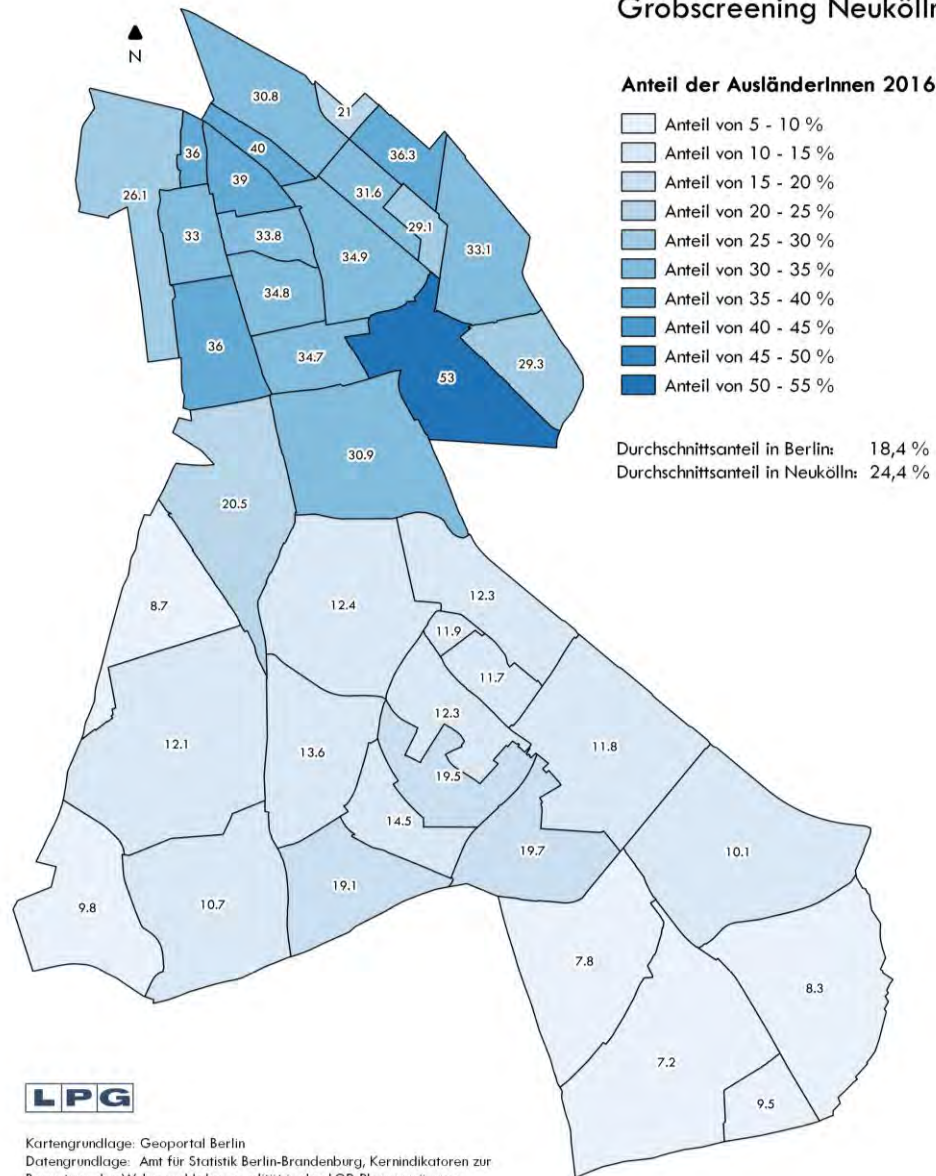 Grobscreening Neukölln
Anteil der AusländerInnen 2016
Anteil von 5 - 10 %
Anteil von 10 - 15 %
Anteil von 15 - 20 %
Anteil von 20 - 25 %
Anteil von 25 - 30 %
Anteil von 30 - 35 %
Anteil von 35 - 40 %
Anteil von 40 - 45 %
Anteil von 45 - 50 %
Anteil von 50 - 55 %
Durchschnittsanteil in Berlin: 18,4 %
Durchschnittsanteil in Neukölln: 24,4 %
N
30.8
21
36
40
36.3
39
31.6
26.1
29.1
33
33.8
33.1
34.9
34.8
36
34.7
29.3
53
30.9
20.5
8.7
12.4
12.3
11.9
11.7
12.3
12.1
13.6
11.8
19.5
14.5
19.7
10.1
19.1
9.8
10.7
7.8
8.3
7.2
9.5
LPG
Kartengrundlage: Geoportal Berlin
Datengrundlage: Amt für Statistik Berlin-Brandenburg, Kernindikatoren zur